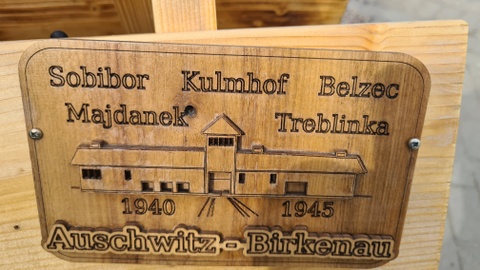 Sobibor Kulmhof Belzec
Majdanek Treblinka
1940 1945
Auschwitz - Birkenau